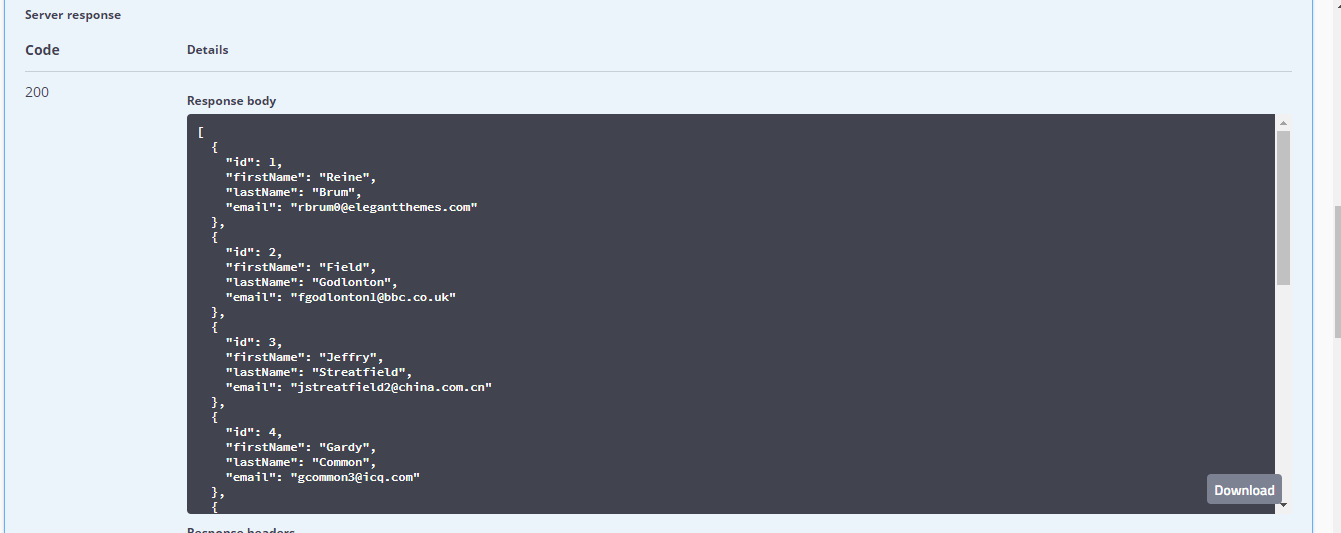 Server response
Code Details
200
Response body
[
  {
    "id": 1,
    "firstName": "Reine",
    "lastName": "Brum",
    "email": "rbrum0@elegantthemes.com"
  },
  {
    "id": 2,
    "firstName": "Field",
    "lastName": "Godlonton",
    "email": "fgodlonton1@bbc.co.uk"
  },
  {
    "id": 3,
    "firstName": "Jeffry",
    "lastName": "Streatfield",
    "email": "jstreatfield2@china.com.cn"
  },
  {
    "id": 4,
    "firstName": "Gardy",
    "lastName": "Common",
    "email": "gcommon3@icq.com"
  },
  {
Download
Response headers